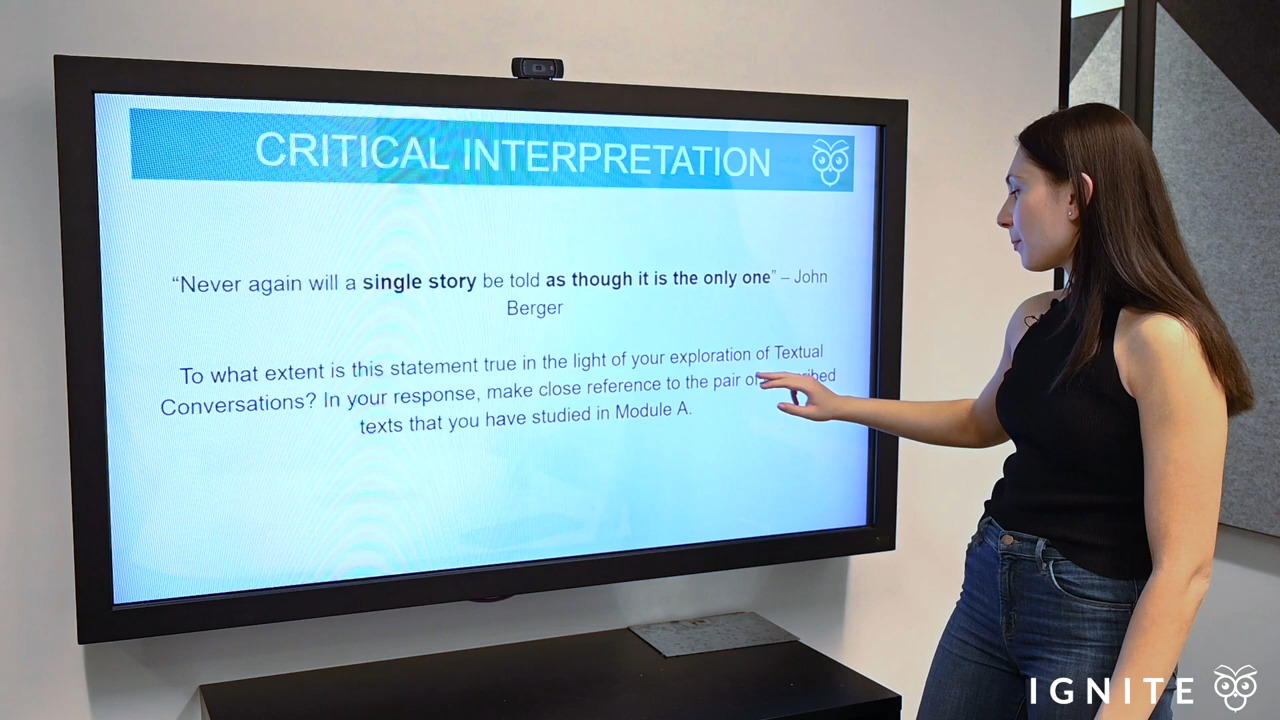 CRITICAL INTERPRETATION
“Never again will a single story be told as though it is the only one” – John
Berger
To what extent is this statement true in the light of your exploration of Textual
Conversations? In your response, make close reference to the pair of
texts that you have studied in Module A.
IGNITE